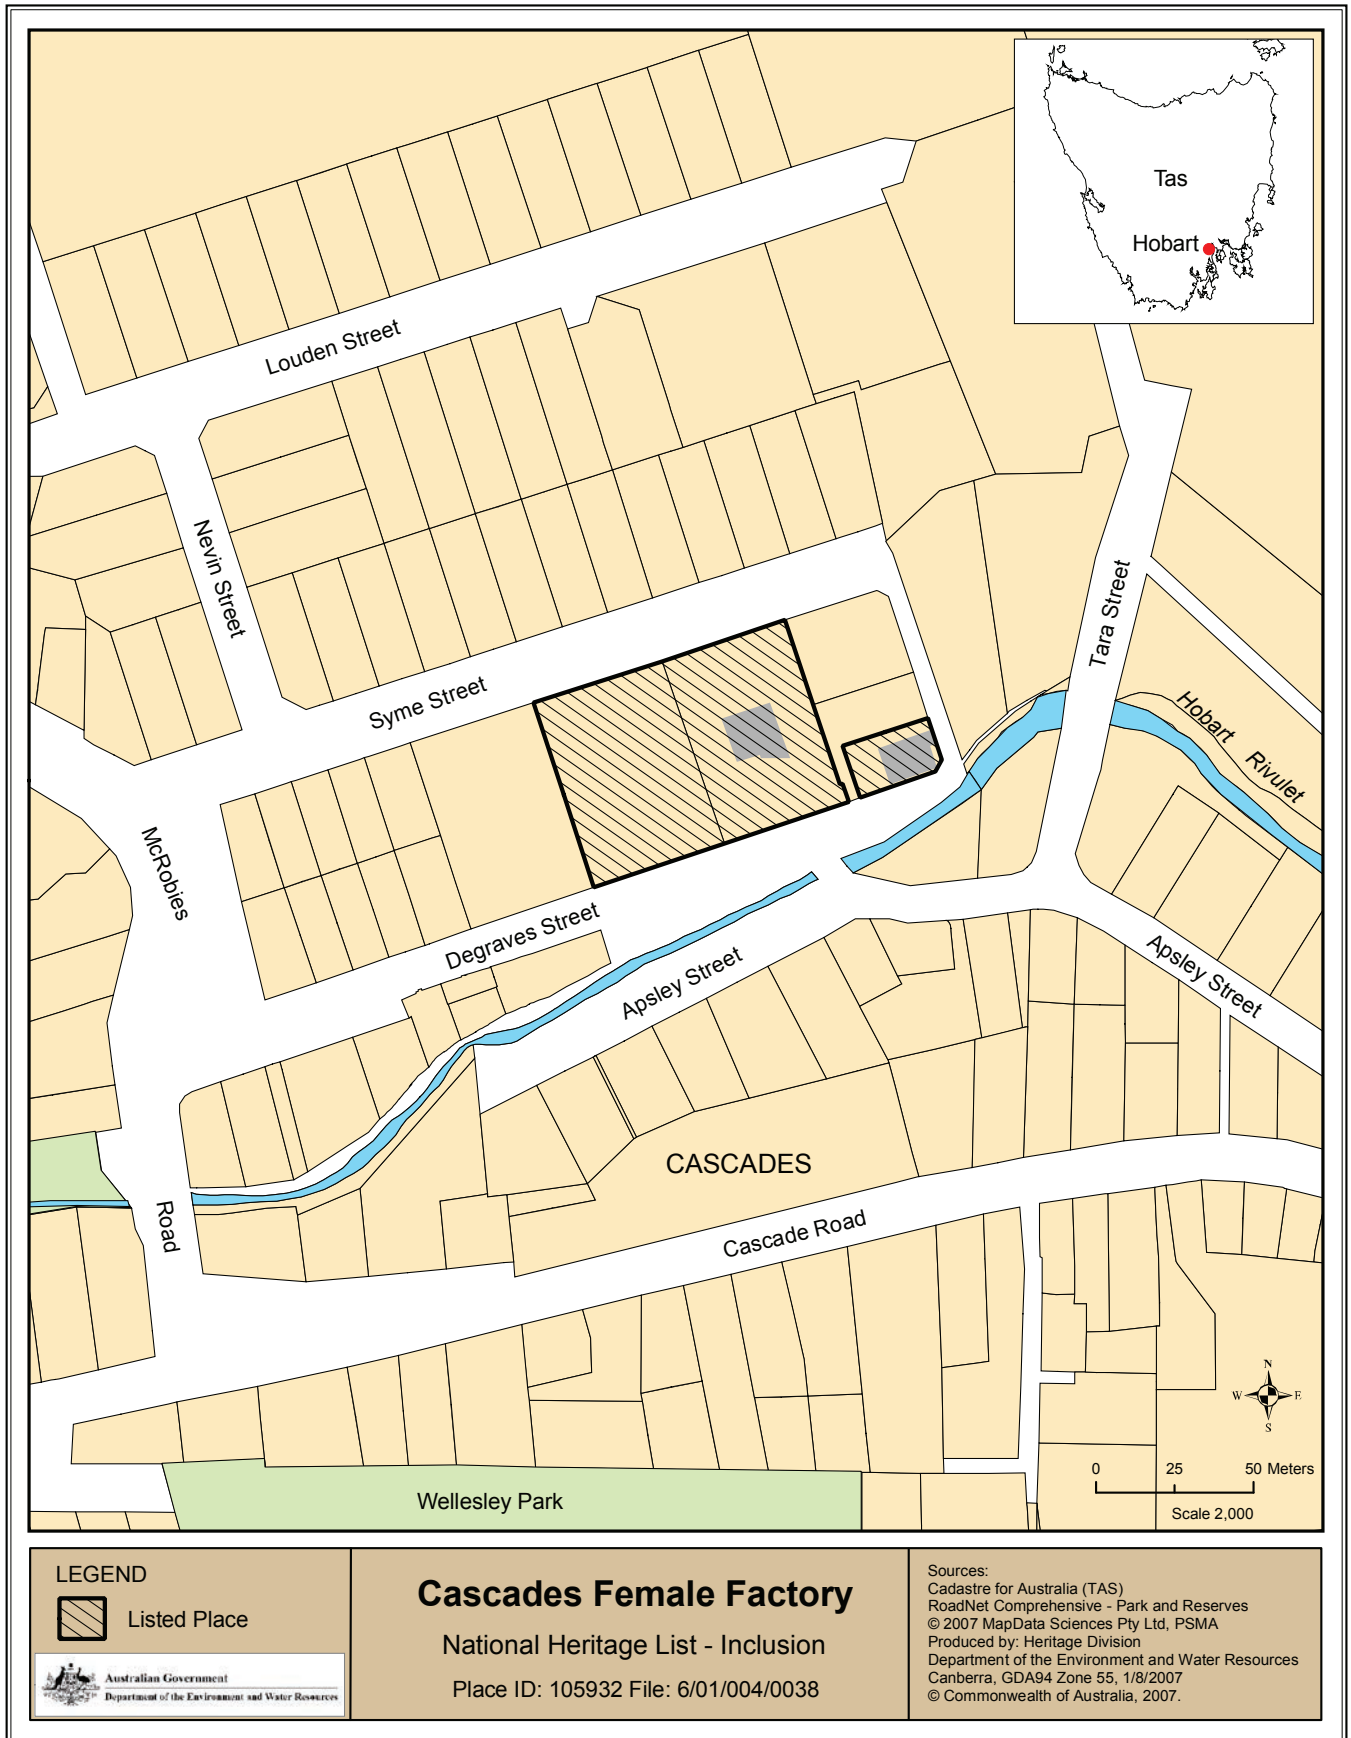 Tas
Hobart
Louden Street
Nevin Street
Tara Street
Syme Street
Hobart Rivulet
McRobies
Degraves Street
Apsley Street
Apsley Street
CASCADES
Road
Cascade Road
N
W E
S
0 25 50 Meters
Scale 2,000
Wellesley Park
LEGEND
Listed Place
Australian Government
Department of the Environment and Water Resources
Cascades Female Factory
National Heritage List - Inclusion
Place ID: 105932 File: 6/01/004/0038
Sources:
Cadastre for Australia (TAS)
RoadNet Comprehensive - Park and Reserves
© 2007 MapData Sciences Pty Ltd, PSMA
Produced by: Heritage Division
Department of the Environment and Water Resources
Canberra, GDA94 Zone 55, 1/8/2007
© Commonwealth of Australia, 2007.